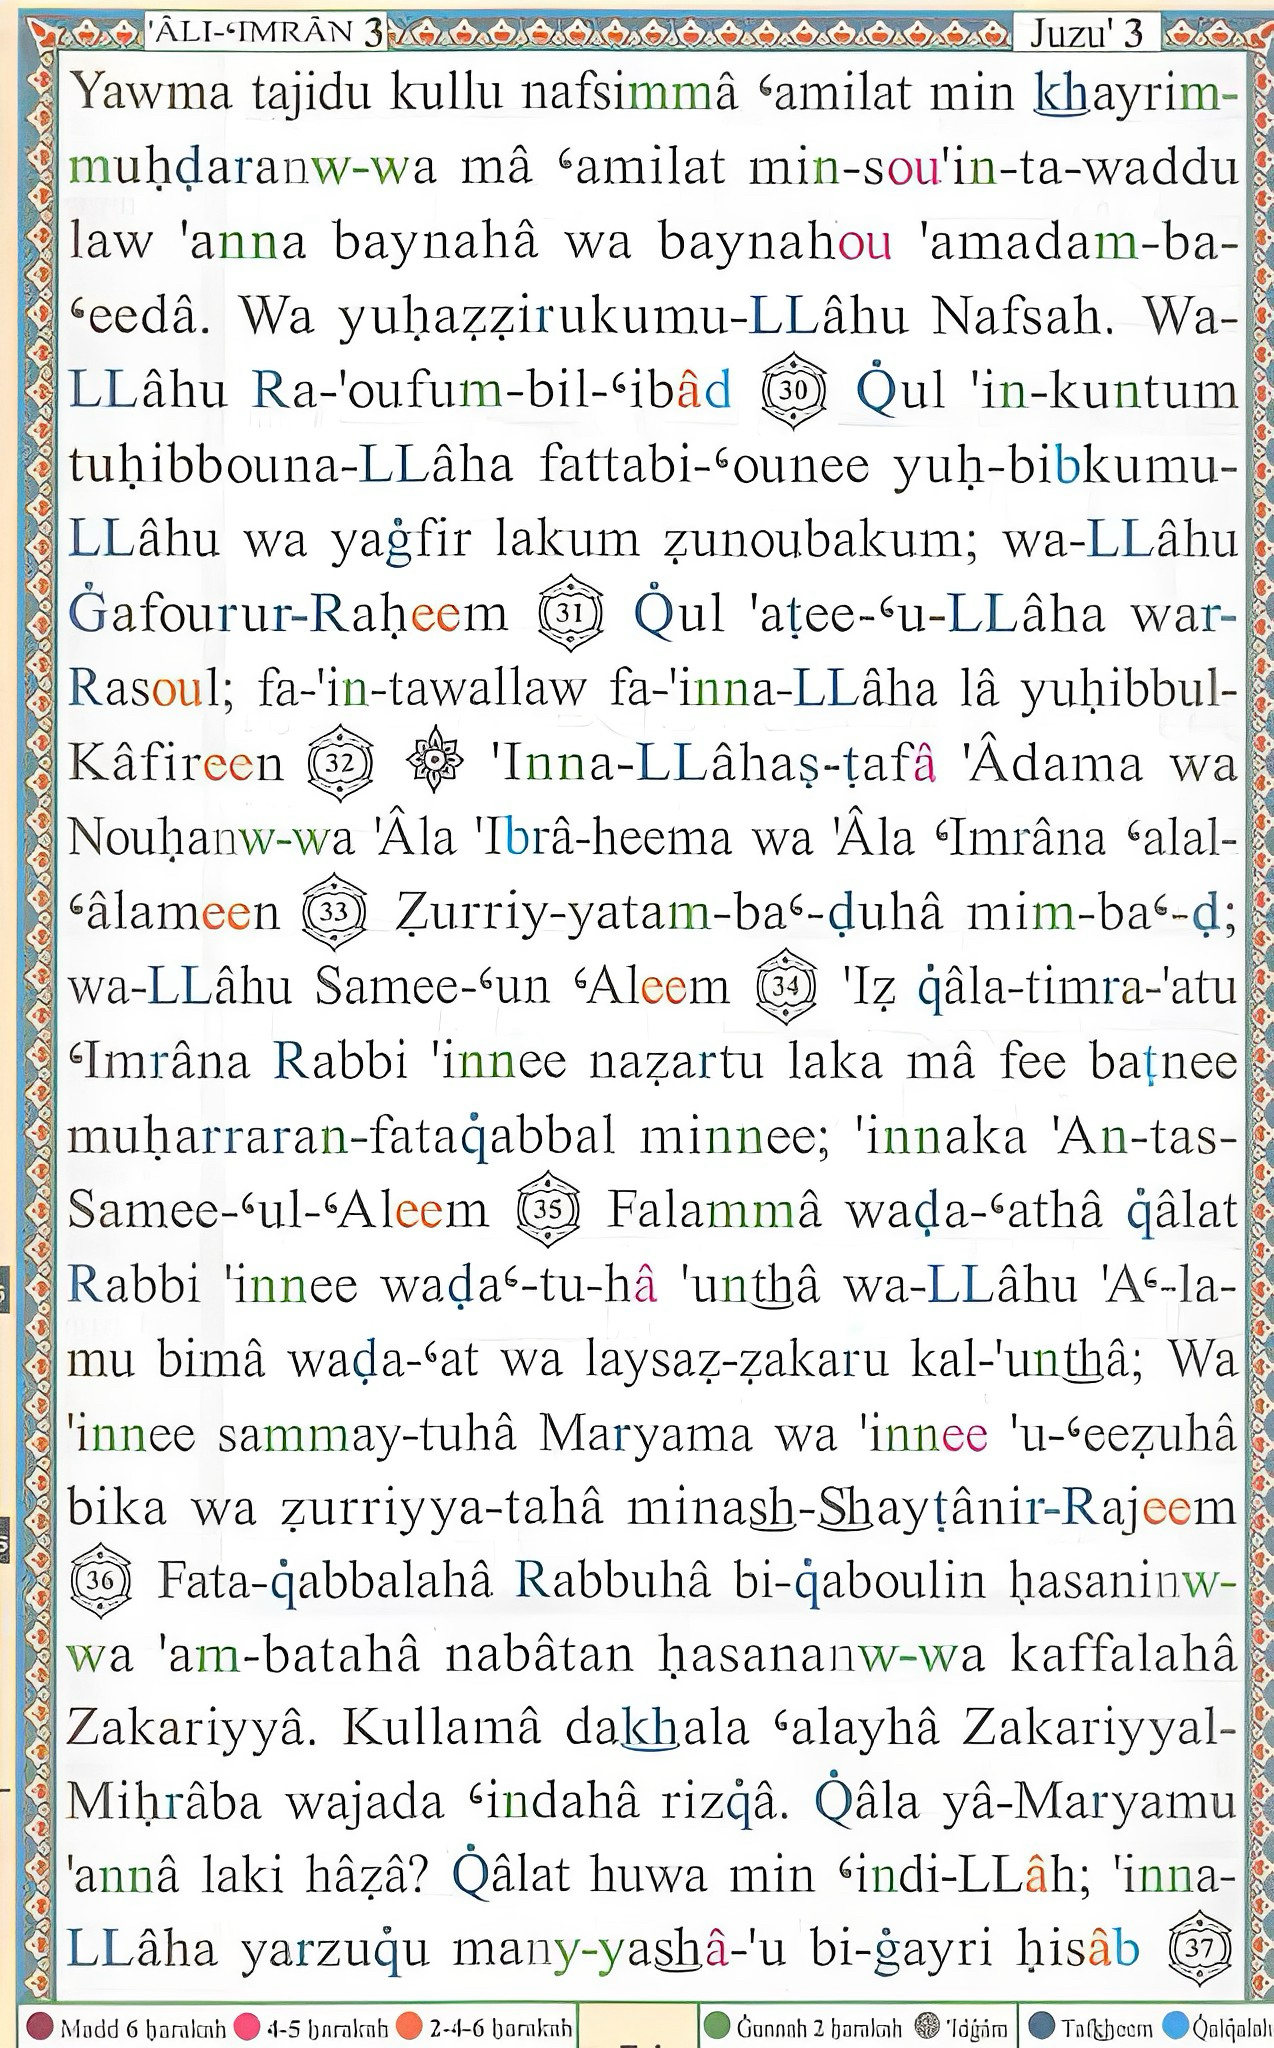 'ÂLI-ʿIMRÂN 3 Juzu' 3
Yawma tajidu kullu nafsimmâ ʿamilat min khayrim-
muḥḍaranw-wa mâ ʿamilat min-sou'in-ta-waddu
law 'anna baynahâ wa baynahou 'amadam-ba-
ʿeedâ. Wa yuḥaẓẓirukumu-LLâhu Nafsah. Wa-
LLâhu Ra-'oufum-bil-ʿibâd 30 Q̇ul 'in-kuntum
tuḥibbouna-LLâha fattabi-ʿounee yuḥ-bibkumu-
LLâhu wa yaġfir lakum ẓunoubakum; wa-LLâhu
Ġafourur-Raḥeem 31 Q̇ul 'aṭee-ʿu-LLâha war-
Rasoul; fa-'in-tawallaw fa-'inna-LLâha lâ yuḥibbul-
Kâfireen 32 'Inna-LLâhaṣ-ṭafâ 'Âdama wa
Nouḥanw-wa 'Âla 'Ibrâ-heema wa 'Âla ʿImrâna ʿalal-
ʿâlameen 33 Ẓurriy-yatam-baʿ-ḍuhâ mim-baʿ-ḍ;
wa-LLâhu Samee-ʿun ʿAleem 34 'Iẓ q̇âla-timra-'atu
ʿImrâna Rabbi 'innee naẓartu laka mâ fee baṭnee
muḥarraran-fataq̇abbal minnee; 'innaka 'An-tas-
Samee-ʿul-ʿAleem 35 Falammâ waḍa-ʿathâ q̇âlat
Rabbi 'innee waḍaʿ-tu-hâ 'unthâ wa-LLâhu 'Aʿ-la-
mu bimâ waḍa-ʿat wa laysaẓ-ẓakaru kal-'unthâ; Wa
'innee sammay-tuhâ Maryama wa 'innee 'u-ʿeeẓuhâ
bika wa ẓurriyya-tahâ minash-Shayṭânir-Rajeem
36 Fata-q̇abbalahâ Rabbuhâ bi-q̇aboulin ḥasaninw-
wa 'am-batahâ nabâtan ḥasananw-wa kaffalahâ
Zakariyyâ. Kullamâ dakhala ʿalayhâ Zakariyyal-
Miḥrâba wajada ʿindahâ rizq̇â. Q̇âla yâ-Maryamu
'annâ laki hâẓâ? Q̇âlat huwa min ʿindi-LLâh; 'inna-
LLâha yarzuq̇u many-yashâ-'u bi-ġayri ḥisâb 37
Madd 6 ḥarakah 4-5 ḥarakah 2-4-6 ḥarakah Ġunnah 2 ḥarakah 'Idġâm Tafkheem Q̇alq̇alah